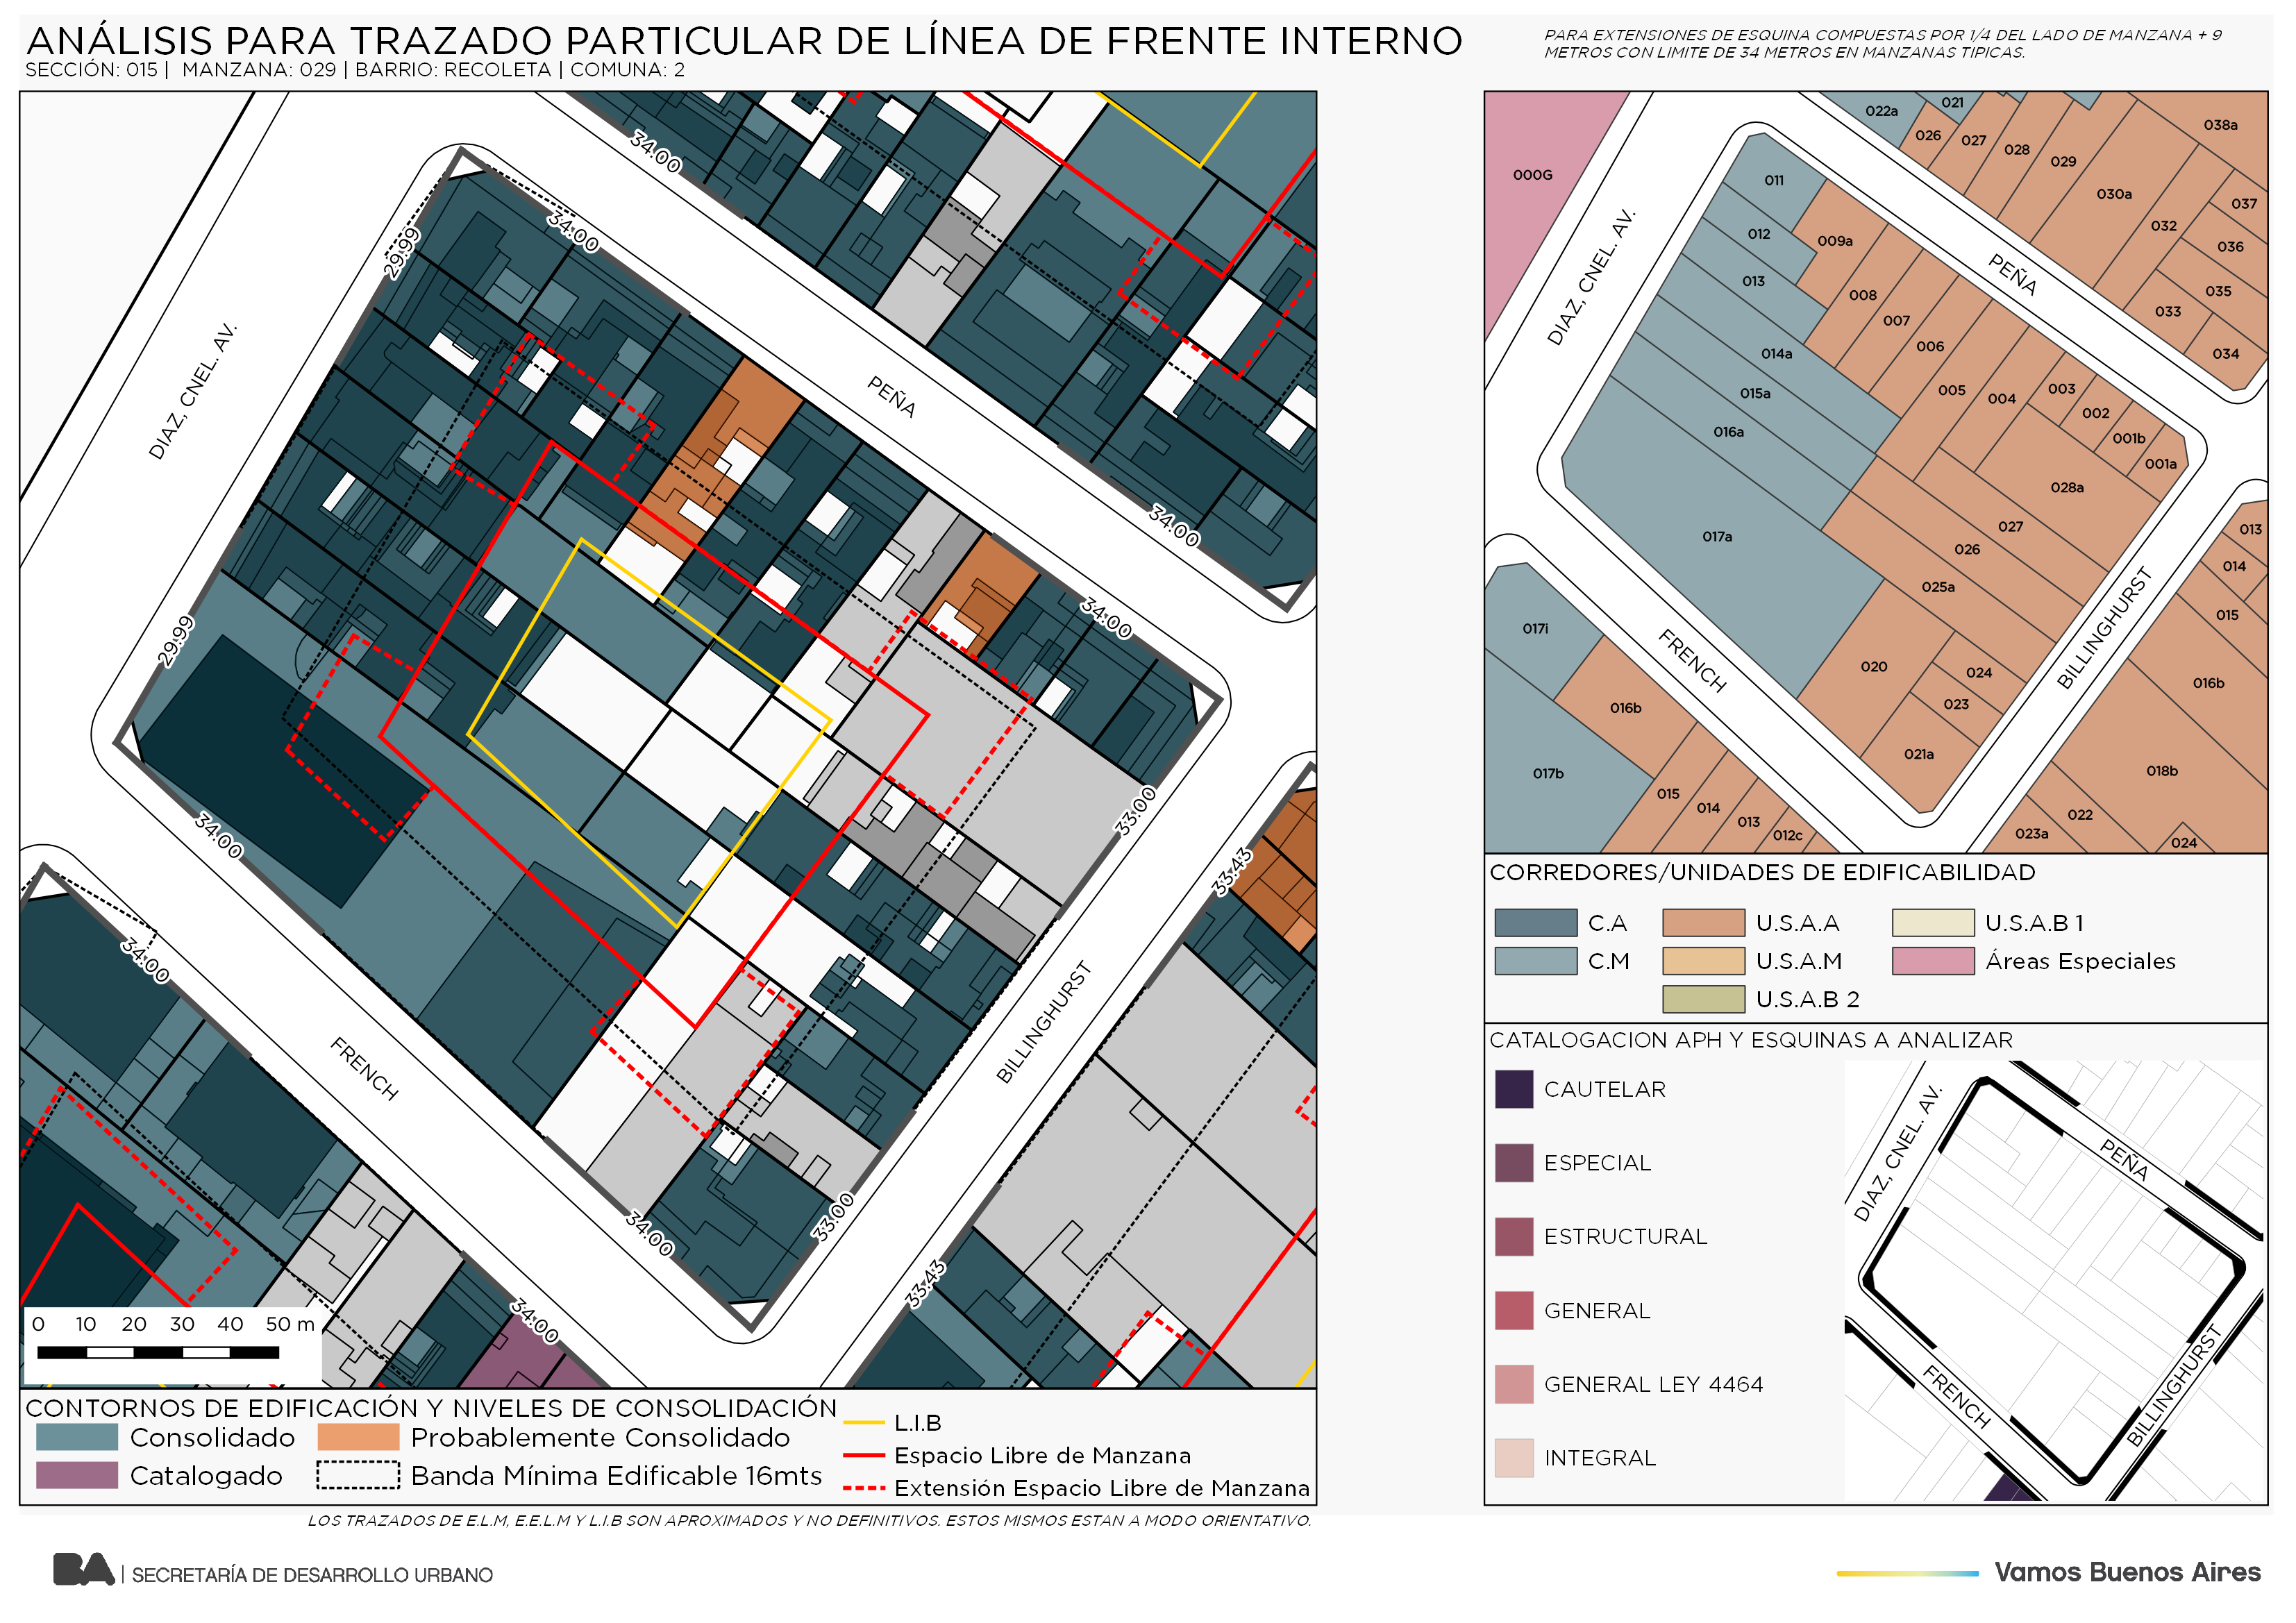 ANÁLISIS PARA TRAZADO PARTICULAR DE LÍNEA DE FRENTE INTERNO
SECCIÓN: 015 | MANZANA: 029 | BARRIO: RECOLETA | COMUNA: 2
PARA EXTENSIONES DE ESQUINA COMPUESTAS POR 1/4 DEL LADO DE MANZANA + 9
METROS CON LIMITE DE 34 METROS EN MANZANAS TIPICAS.
34.00
34.00
29.99
DIAZ, CNEL. AV.
PEÑA
34.00
34.00
29.99
33.00
34.00
33.43
34.00
FRENCH
BILLINGHURST
33.00
34.00
33.43
34.00
0 10 20 30 40 50 m
000G
022a
021
026
027
028
029
030a
038a
032
037
036
035
033
034
011
012
013
014a
015a
016a
017a
009a
008
007
006
005
004
003
002
001b
001a
028a
027
026
025a
020
024
023
021a
DIAZ, CNEL. AV.
PEÑA
FRENCH
BILLINGHURST
013
014
015
016b
018b
022
023a
024
017i
016b
017b
015
014
013
012c
CORREDORES/UNIDADES DE EDIFICABILIDAD
C.A
U.S.A.A
U.S.A.B 1
C.M
U.S.A.M
Áreas Especiales
U.S.A.B 2
CATALOGACION APH Y ESQUINAS A ANALIZAR
CAUTELAR
ESPECIAL
ESTRUCTURAL
GENERAL
GENERAL LEY 4464
INTEGRAL
DIAZ, CNEL. AV.
PEÑA
FRENCH
BILLINGHURST
CONTORNOS DE EDIFICACIÓN Y NIVELES DE CONSOLIDACIÓN
Consolidado
Probablemente Consolidado
Catalogado
Banda Mínima Edificable 16mts
L.I.B
Espacio Libre de Manzana
Extensión Espacio Libre de Manzana
LOS TRAZADOS DE E.L.M, E.E.L.M Y L.I.B SON APROXIMADOS Y NO DEFINITIVOS. ESTOS MISMOS ESTAN A MODO ORIENTATIVO.
BA | SECRETARÍA DE DESARROLLO URBANO
Vamos Buenos Aires